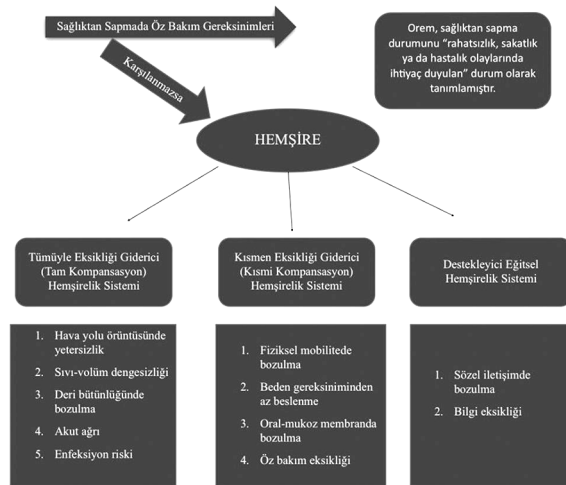 Sağlıktan Sapmada Öz Bakım Gereksinimleri
Orem, sağlıktan sapma
durumunu “rahatsızlık, sakatlık
ya da hastalık olaylarında
ihtiyaç duyulan” durum olarak
tanımlamıştır.
Karşılanmazsa
HEMŞİRE
Tümüyle Eksikliği Giderici
(Tam Kompansasyon)
Hemşirelik Sistemi
Kısmen Eksikliği Giderici
(Kısmi Kompansasyon)
Hemşirelik Sistemi
Destekleyici Eğitsel
Hemşirelik Sistemi
1. Hava yolu örüntüsünde
yetersizlik
2. Sıvı-volüm dengesizliği
3. Deri bütünlüğünde
bozulma
4. Akut ağrı
5. Enfeksiyon riski
1. Fiziksel mobilitede
bozulma
2. Beden gereksiniminden
az beslenme
3. Oral-mukoz membranda
bozulma
4. Öz bakım eksikliği
1. Sözel iletişimde
bozulma
2. Bilgi eksikliği